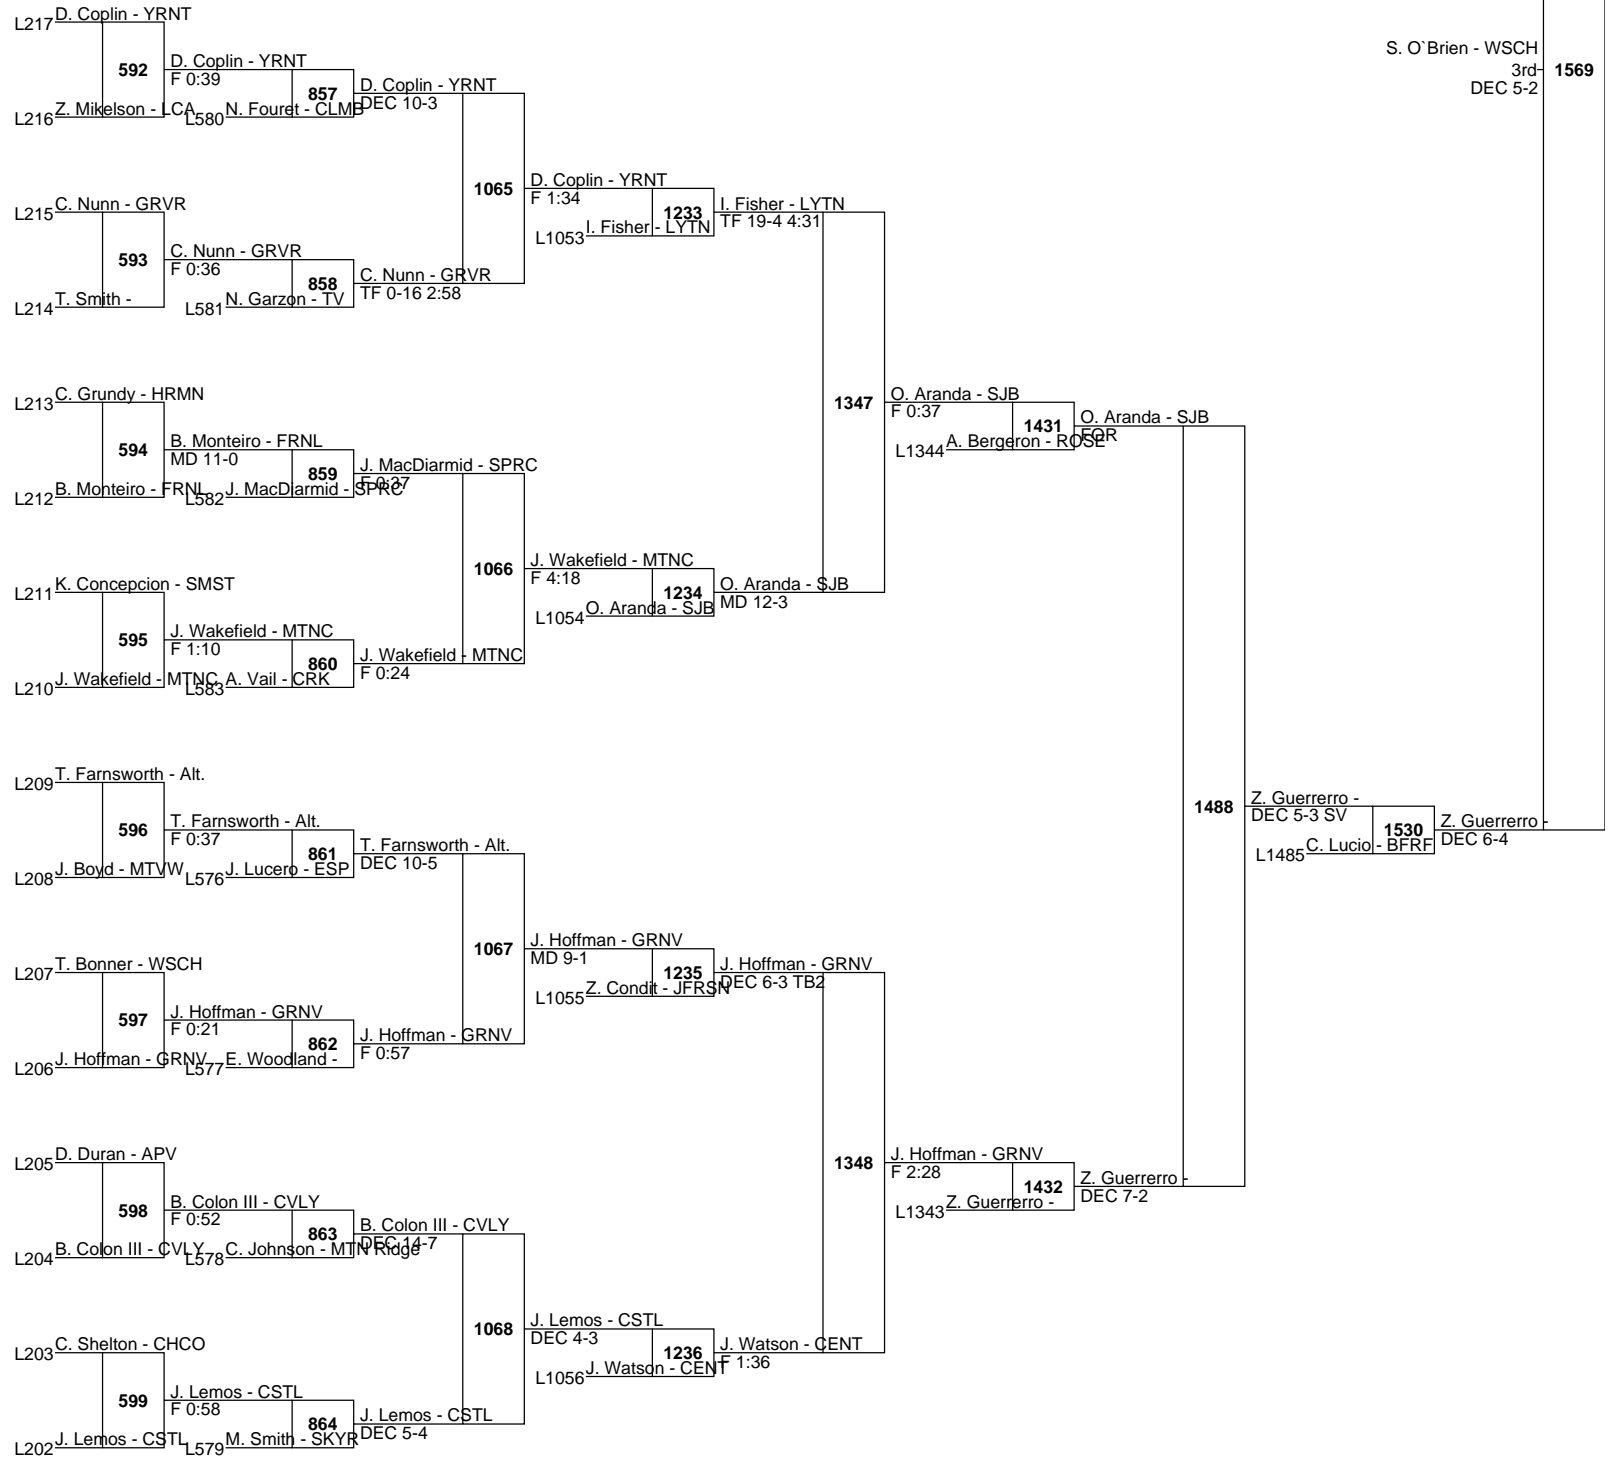 L217 D. Coplin - YRNT
592
L216 Z. Mikelson - LCA
D. Coplin - YRNT
F 0:39
857
L580 N. Fouret - CLMB
D. Coplin - YRNT
DEC 10-3
1065
L215 C. Nunn - GRVR
593
L214 T. Smith -
C. Nunn - GRVR
F 0:36
858
L581 N. Garzon - TV
C. Nunn - GRVR
TF 0-16 2:58
D. Coplin - YRNT
F 1:34
1233
L1053 I. Fisher - LYTN
I. Fisher - LYTN
TF 19-4 4:31
1347
L213 C. Grundy - HRMN
594
L212 B. Monteiro - FRNL
B. Monteiro - FRNL
MD 11-0
859
L582 J. MacDiarmid - SPRC
J. MacDiarmid - SPRC
F 0:37
1066
L211 K. Concepcion - SMST
595
L210 J. Wakefield - MTNC
J. Wakefield - MTNC
F 1:10
860
L583 A. Vail - CRK
J. Wakefield - MTNC
F 0:24
J. Wakefield - MTNC
F 4:18
1234
L1054 O. Aranda - SJB
O. Aranda - SJB
MD 12-3
O. Aranda - SJB
F 0:37
1431
L1344 A. Bergeron - ROSE
O. Aranda - SJB
FOR
1488
L209 T. Farnsworth - Alt.
596
L208 J. Boyd - MTVW
T. Farnsworth - Alt.
F 0:37
861
L576 J. Lucero - ESP
T. Farnsworth - Alt.
DEC 10-5
1067
L207 T. Bonner - WSCH
597
L206 J. Hoffman - GRNV
J. Hoffman - GRNV
F 0:21
862
L577 E. Woodland -
J. Hoffman - GRNV
F 0:57
J. Hoffman - GRNV
MD 9-1
1235
L1055 Z. Condit - JFRSN
J. Hoffman - GRNV
DEC 6-3 TB2
1348
L205 D. Duran - APV
598
L204 B. Colon III - CVLY
B. Colon III - CVLY
F 0:52
863
L578 C. Johnson - MTN Ridge
B. Colon III - CVLY
DEC 14-7
1068
L203 C. Shelton - CHCO
599
L202 J. Lemos - CSTL
J. Lemos - CSTL
F 0:58
864
L579 M. Smith - SKYR
J. Lemos - CSTL
DEC 5-4
J. Lemos - CSTL
DEC 4-3
1236
L1056 J. Watson - CENT
J. Watson - CENT
F 1:36
J. Hoffman - GRNV
F 2:28
1432
L1343 Z. Guerrerro -
Z. Guerrerro -
DEC 7-2
Z. Guerrerro -
DEC 5-3 SV
1530
L1485 C. Lucio - BFRF
Z. Guerrerro -
DEC 6-4
S. O`Brien - WSCH
3rd
1569
DEC 5-2